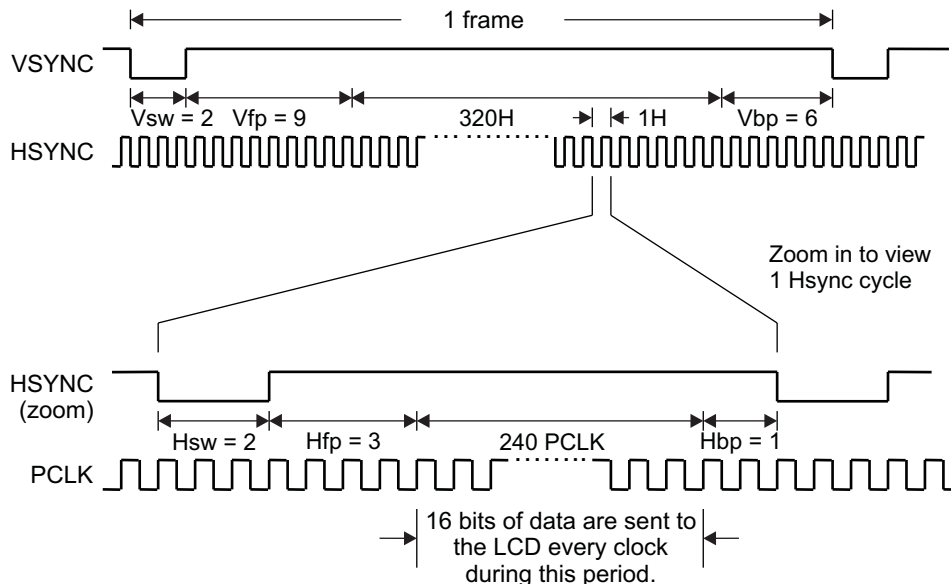 1 frame
VSYNC
Vsw = 2 Vfp = 9 320H 1H Vbp = 6
HSYNC
Zoom in to view
1 Hsync cycle
HSYNC
(zoom)
Hsw = 2 Hfp = 3 240 PCLK Hbp = 1
PCLK
16 bits of data are sent to
the LCD every clock
during this period.